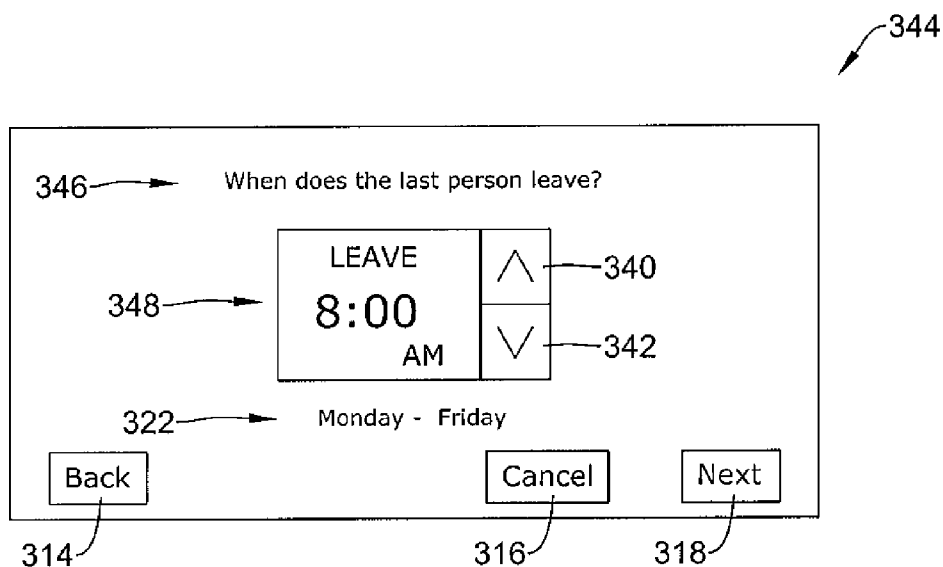 344
346 When does the last person leave?
LEAVE
340
348 8:00
AM 342
322 Monday - Friday
Back Cancel Next
314 316 318